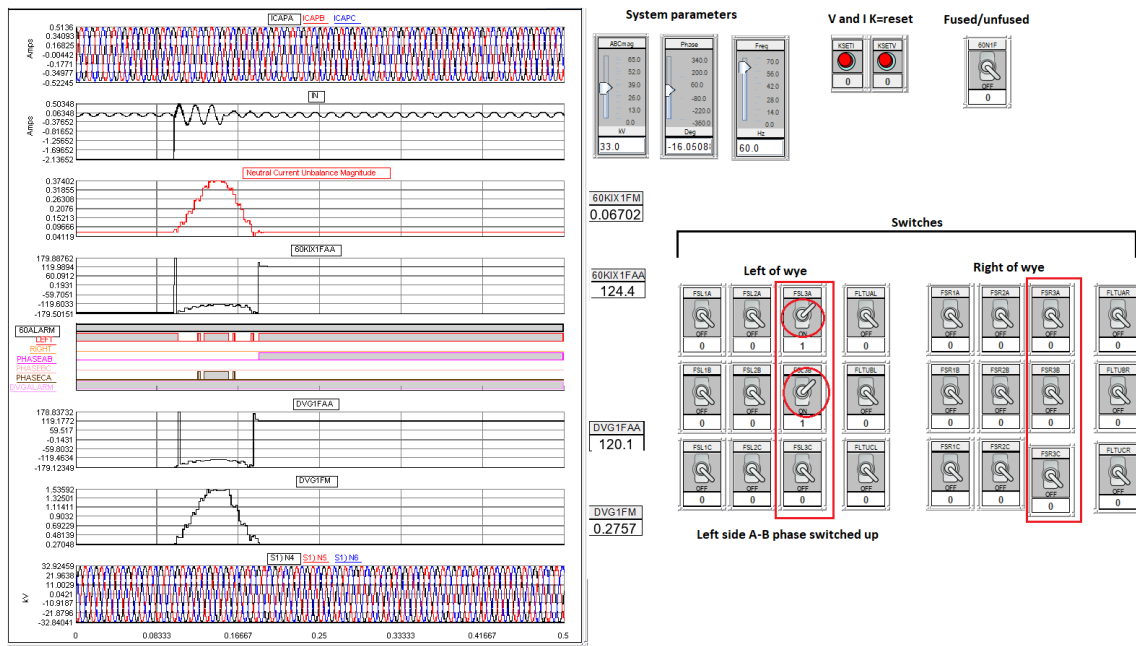 ICAPA ICAPB ICAPC
0.5136
0.34093
0.16825
-0.00442
-0.1771
-0.34977
-0.52245
Amps
IN
0.50348
0.06348
-0.37652
-0.81652
-1.25652
-1.69652
-2.13652
Amps
Neutral Current Unbalance Magnitude
0.37402
0.31855
0.26308
0.2076
0.15213
0.09666
0.04119
60KIX1FAA
179.88762
119.9894
60.0912
0.1931
-59.7051
-119.6033
-179.50151
60ALARM
LEFT
RIGHT
PHASEAB
PHASEBC
PHASECA
DVGALARM
DVG1FAA
178.83732
119.1772
59.517
-0.1431
-59.8032
-119.4634
-179.12349
DVG1FM
1.53592
1.32501
1.11411
0.9032
0.69229
0.48139
0.27048
S1) N4 S1) N5 S1) N6
32.92459
21.9638
11.0029
0.0421
-10.9187
-21.8796
-32.84041
kV
0 0.08333 0.16667 0.25 0.33333 0.41667 0.5
System parameters
V and I K=reset
Fused/unfused
ABCmag
65.0
52.0
39.0
26.0
13.0
0.0
kV
33.0
Phase
340.0
200.0
60.0
-80.0
-220.0
-360.0
Deg
-16.0508
Freq
70.0
56.0
42.0
28.0
14.0
0.0
Hz
60.0
KSETI KSETV
0 0
60N1F
OFF
0
60KIX1FM
0.06702
60KIX1FAA
124.4
DVG1FAA
120.1
DVG1FM
0.2757
Switches
Left of wye
Right of wye
FSL1A FSL2A FSL3A FLTUAL FSR1A FSR2A FSR3A FLTUAR
OFF OFF ON OFF OFF OFF OFF OFF
0 0 1 0 0 0 0 0
FSL1B FSL2B FSL3B FLTUBL FSR1B FSR2B FSR3B FLTUBR
OFF OFF ON OFF OFF OFF OFF OFF
0 0 1 0 0 0 0 0
FSL1C FSL2C FSL3C FLTUCL FSR1C FSR2C FSR3C FLTUCR
OFF OFF OFF OFF OFF OFF OFF OFF
0 0 0 0 0 0 0 0
Left side A-B phase switched up